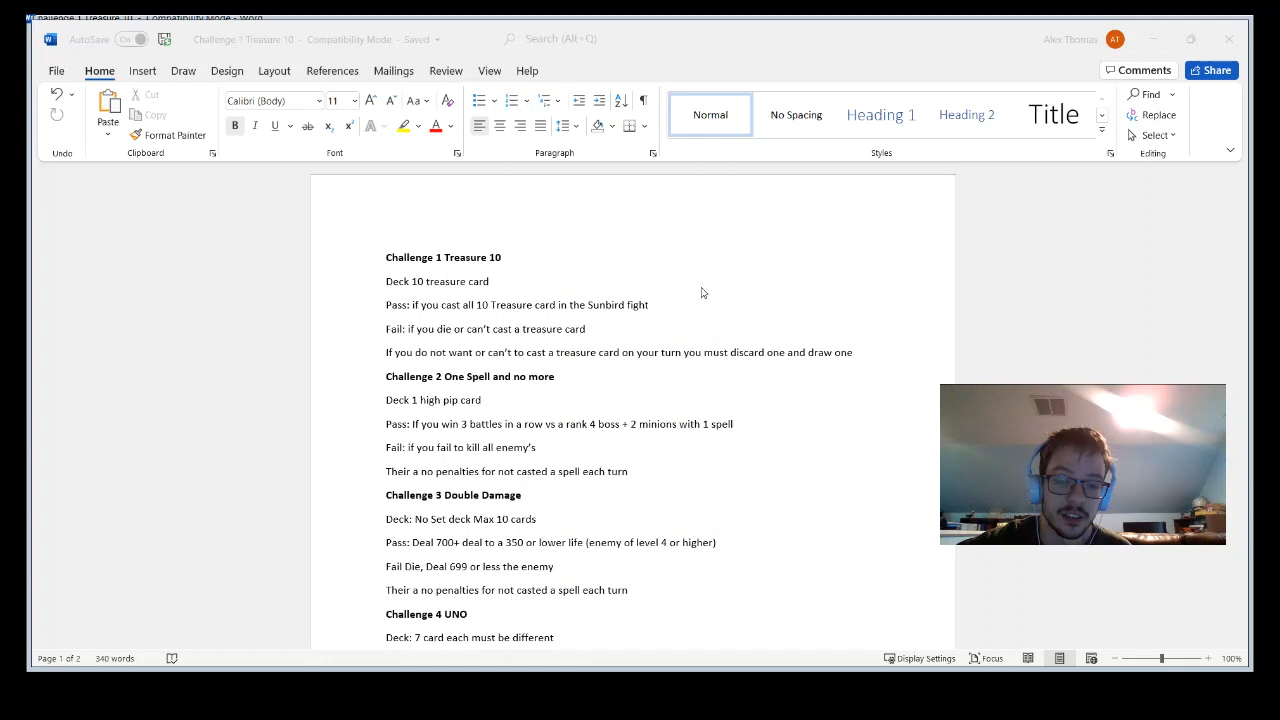 Challenge 1 Treasure 10 - Compatibility Mode - Word
AutoSave On
Challenge 1 Treasure 10 - Compatibility Mode - Saved
Search (Alt + Q)
Alex Thomas AT
File Home Insert Draw Design Layout References Mailings Review View Help
Comments Share
Paste
Cut
Copy
Format Painter
Calibri (Body) 11
Normal
No Spacing
Heading 1
Heading 2
Title
Find
Replace
Select
Undo Clipboard Font Paragraph Styles Editing
Challenge 1 Treasure 10
Deck 10 treasure card
Pass: if you cast all 10 Treasure card in the Sunbird fight
Fail: if you die or can't cast a treasure card
If you do not want or can't to cast a treasure card on your turn you must discard one and draw one
Challenge 2 One Spell and no more
Deck 1 high pip card
Pass: If you win 3 battles in a row vs a rank 4 boss + 2 minions with 1 spell
Fail: if you fail to kill all enemy's
Their a no penalties for not casted a spell each turn
Challenge 3 Double Damage
Deck: No Set deck Max 10 cards
Pass: Deal 700+ deal to a 350 or lower life (enemy of level 4 or higher)
Fail Die, Deal 699 or less the enemy
Their a no penalties for not casted a spell each turn
Challenge 4 UNO
Deck: 7 card each must be different
Page 1 of 2 340 words Display Settings Focus 100%